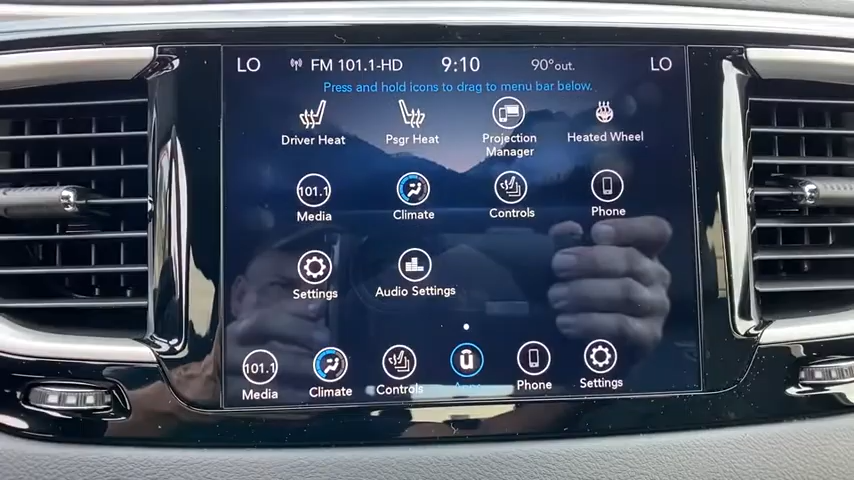 LO FM 101.1-HD 9:10 90°out. LO
Press and hold icons to drag to menu bar below.
Driver Heat Psgr Heat Projection Manager Heated Wheel
101.1
Media Climate Controls Phone
Settings Audio Settings
101.1
Media Climate Controls Apps Phone Settings